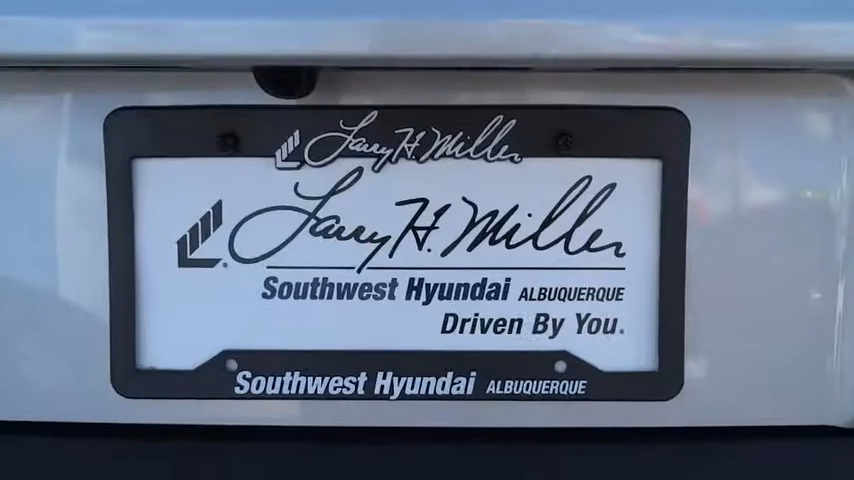 Larry H. Miller
Larry H. Miller
Southwest Hyundai ALBUQUERQUE
Driven By You.
Southwest Hyundai ALBUQUERQUE